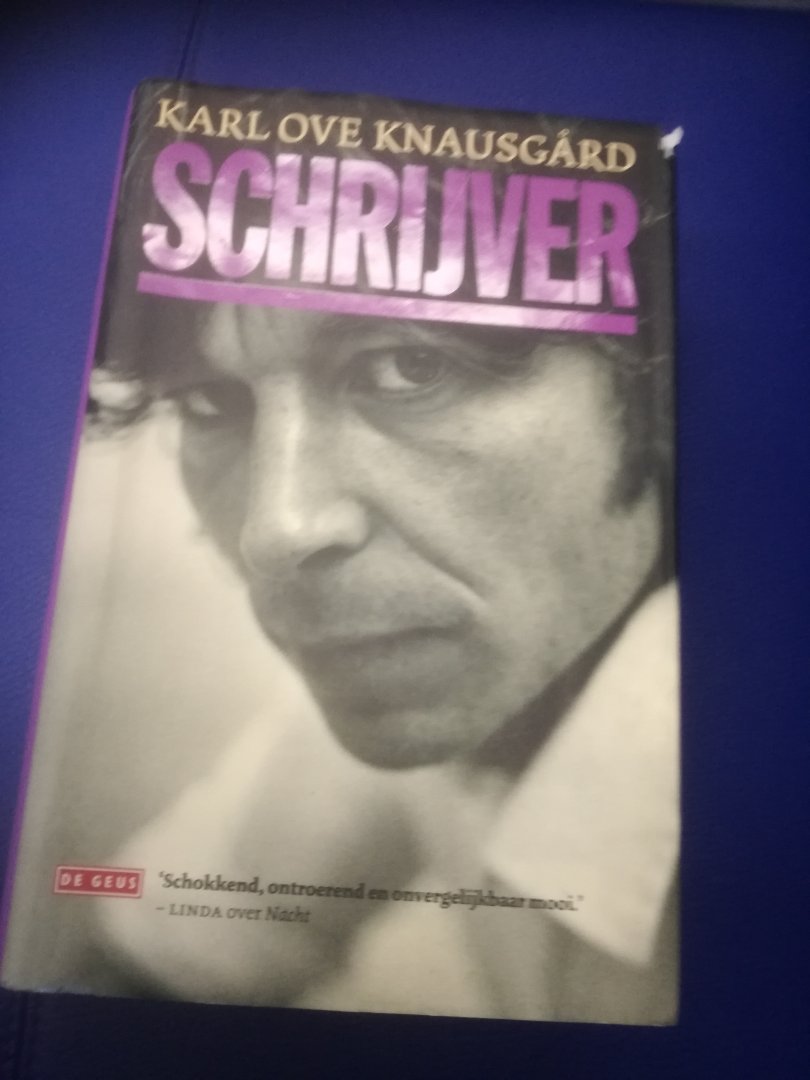 KARL OVE KNAUSGÅRD
SCHRIJVER
DE GEUS
‘Schokkend, ontroerend en onvergelijkbaar mooi.’
– LINDA over Nacht